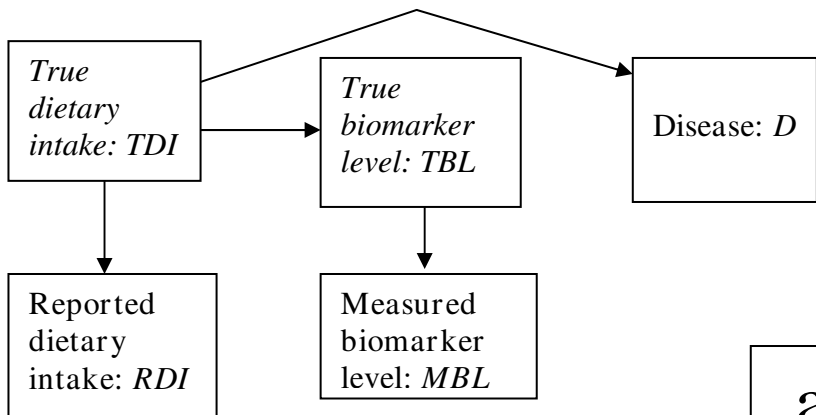 True
dietary
intake: TDI
True
biomarker
level: TBL
Disease: D
Reported
dietary
intake: RDI
Measured
biomarker
level: MBL
a